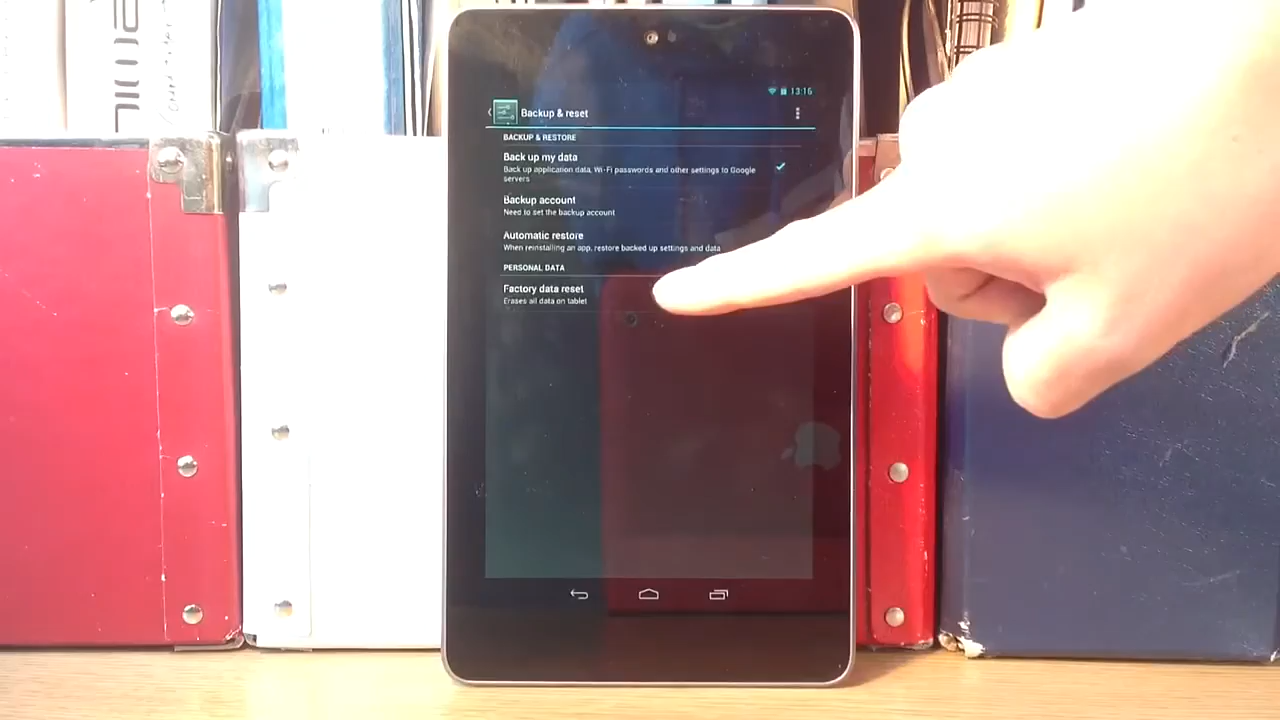 13:16
Backup & reset
BACKUP & RESTORE
Back up my data
Back up application data, Wi-Fi passwords and other settings to Google
servers
Backup account
Need to set the backup account
Automatic restore
When reinstalling an app, restore backed up settings and data
PERSONAL DATA
Factory data reset
Erases all data on tablet